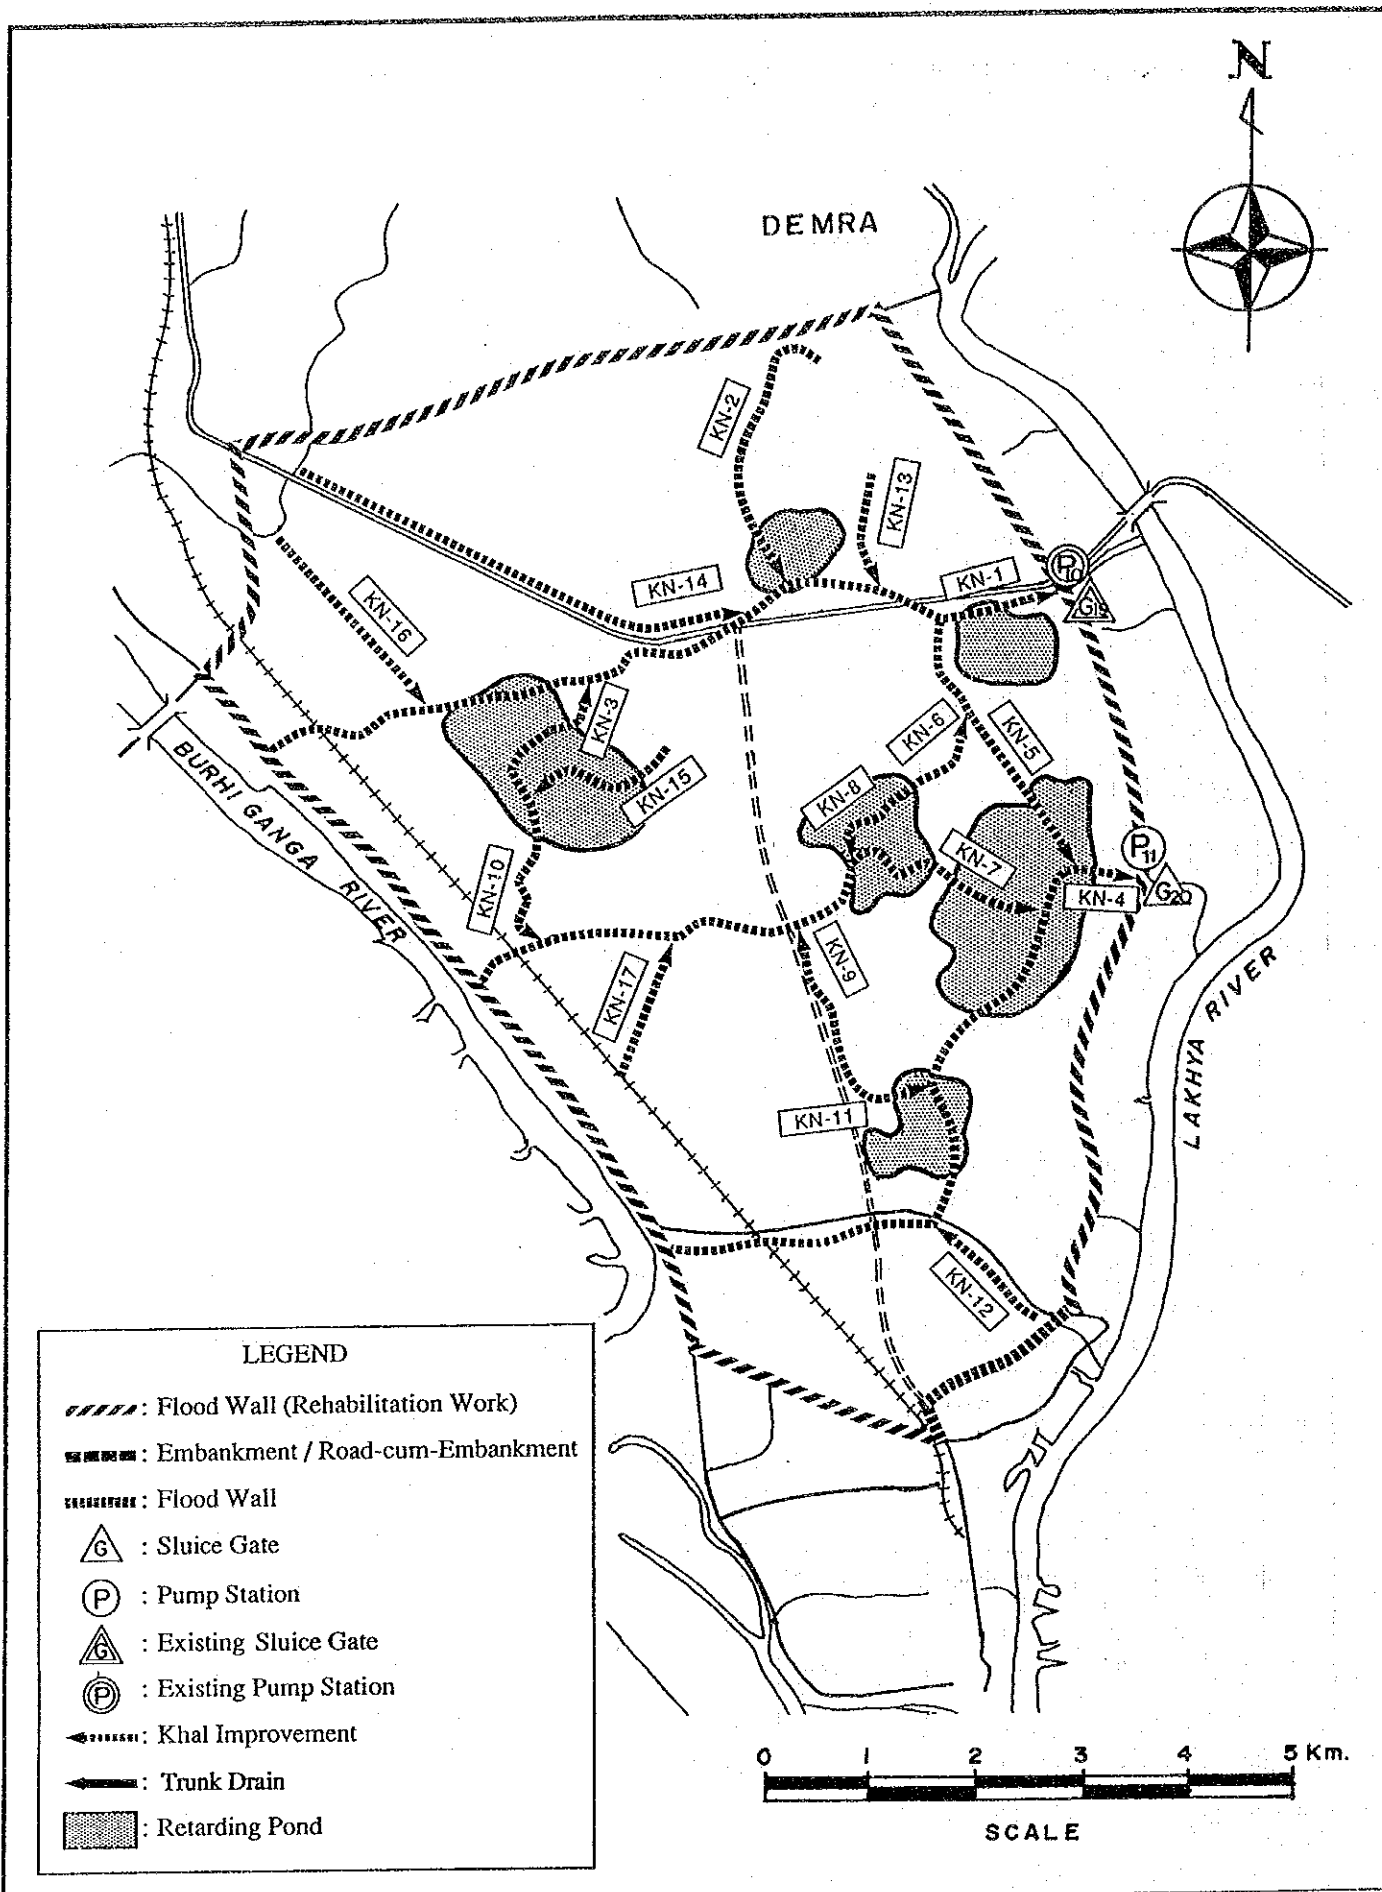 N
DEMRA
KN-2
KN-13
P10
KN-14
KN-1
G19
KN-16
KN-3
KN-6
KN-5
BURHI GANGA RIVER
KN-15
KN-8
P11
KN-10
KN-7
KN-4
G20
KN-9
KN-17
LAKHYA RIVER
KN-11
KN-12
LEGEND
: Flood Wall (Rehabilitation Work)
: Embankment / Road-cum-Embankment
: Flood Wall
G : Sluice Gate
P : Pump Station
G : Existing Sluice Gate
P : Existing Pump Station
: Khal Improvement
: Trunk Drain
: Retarding Pond
0 1 2 3 4 5 Km.
SCALE